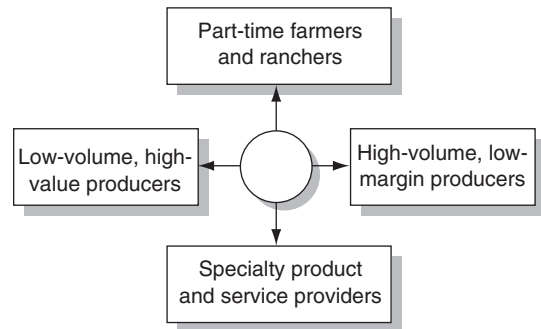 Part-time farmers
and ranchers
Low-volume, high-
value producers
High-volume, low-
margin producers
Specialty product
and service providers